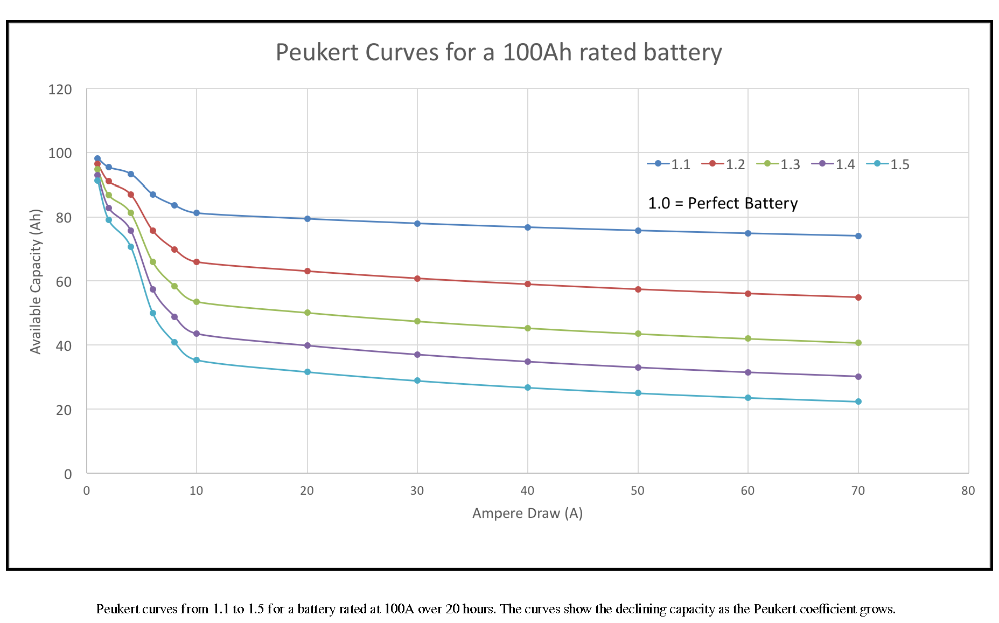 Peukert Curves for a 100Ah rated battery
120
100
80
60
40
20
0
Available Capacity (Ah)
1.1 1.2 1.3 1.4 1.5
1.0 = Perfect Battery
0 10 20 30 40 50 60 70 80
Ampere Draw (A)
Peukert curves from 1.1 to 1.5 for a battery rated at 100A over 20 hours. The curves show the declining capacity as the Peukert coefficient grows.